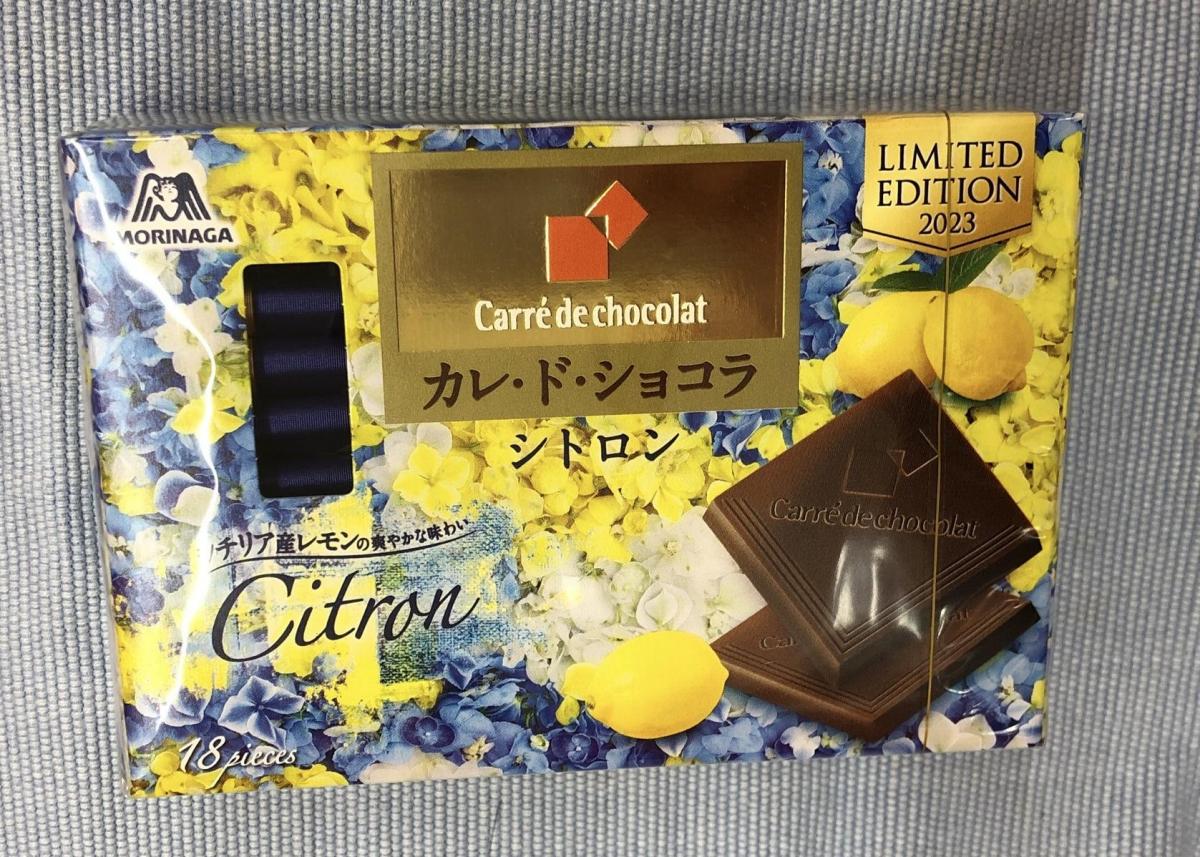 MORINAGA
LIMITED
EDITION
2023
Carré de chocolat
カレ・ド・ショコラ
シトロン
チリア産レモンの爽やかな味わい
Citron
Carré de chocolat
18 pieces